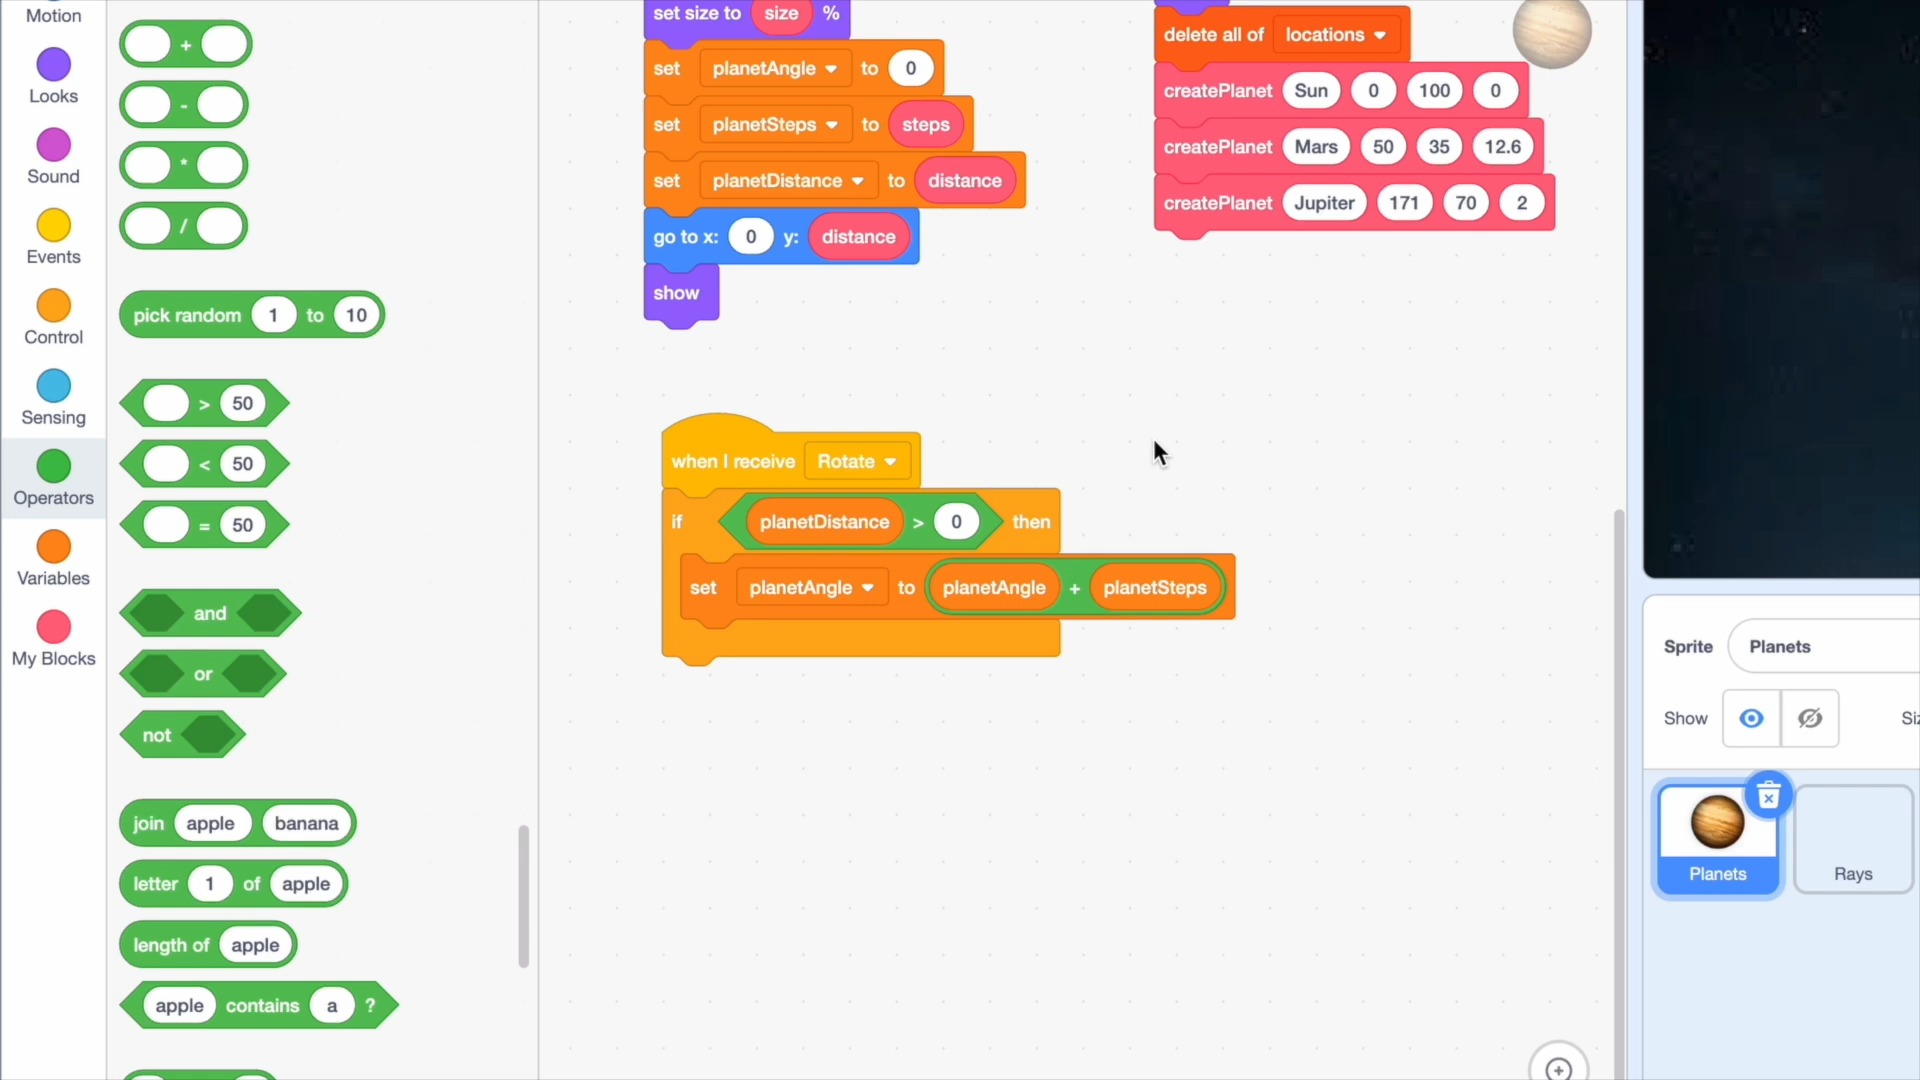 Motion
Looks
Sound
Events
Control
Sensing
Operators
Variables
My Blocks
+
-
*
/
pick random 1 to 10
> 50
< 50
= 50
and
or
not
join apple banana
letter 1 of apple
length of apple
apple contains a ?
set size to size %
set planetAngle to 0
set planetSteps to steps
set planetDistance to distance
go to x: 0 y: distance
show
when I receive Rotate
if planetDistance > 0 then
set planetAngle to planetAngle + planetSteps
delete all of locations
createPlanet Sun 0 100 0
createPlanet Mars 50 35 12.6
createPlanet Jupiter 171 70 2
Sprite Planets
Show
Planets
Rays